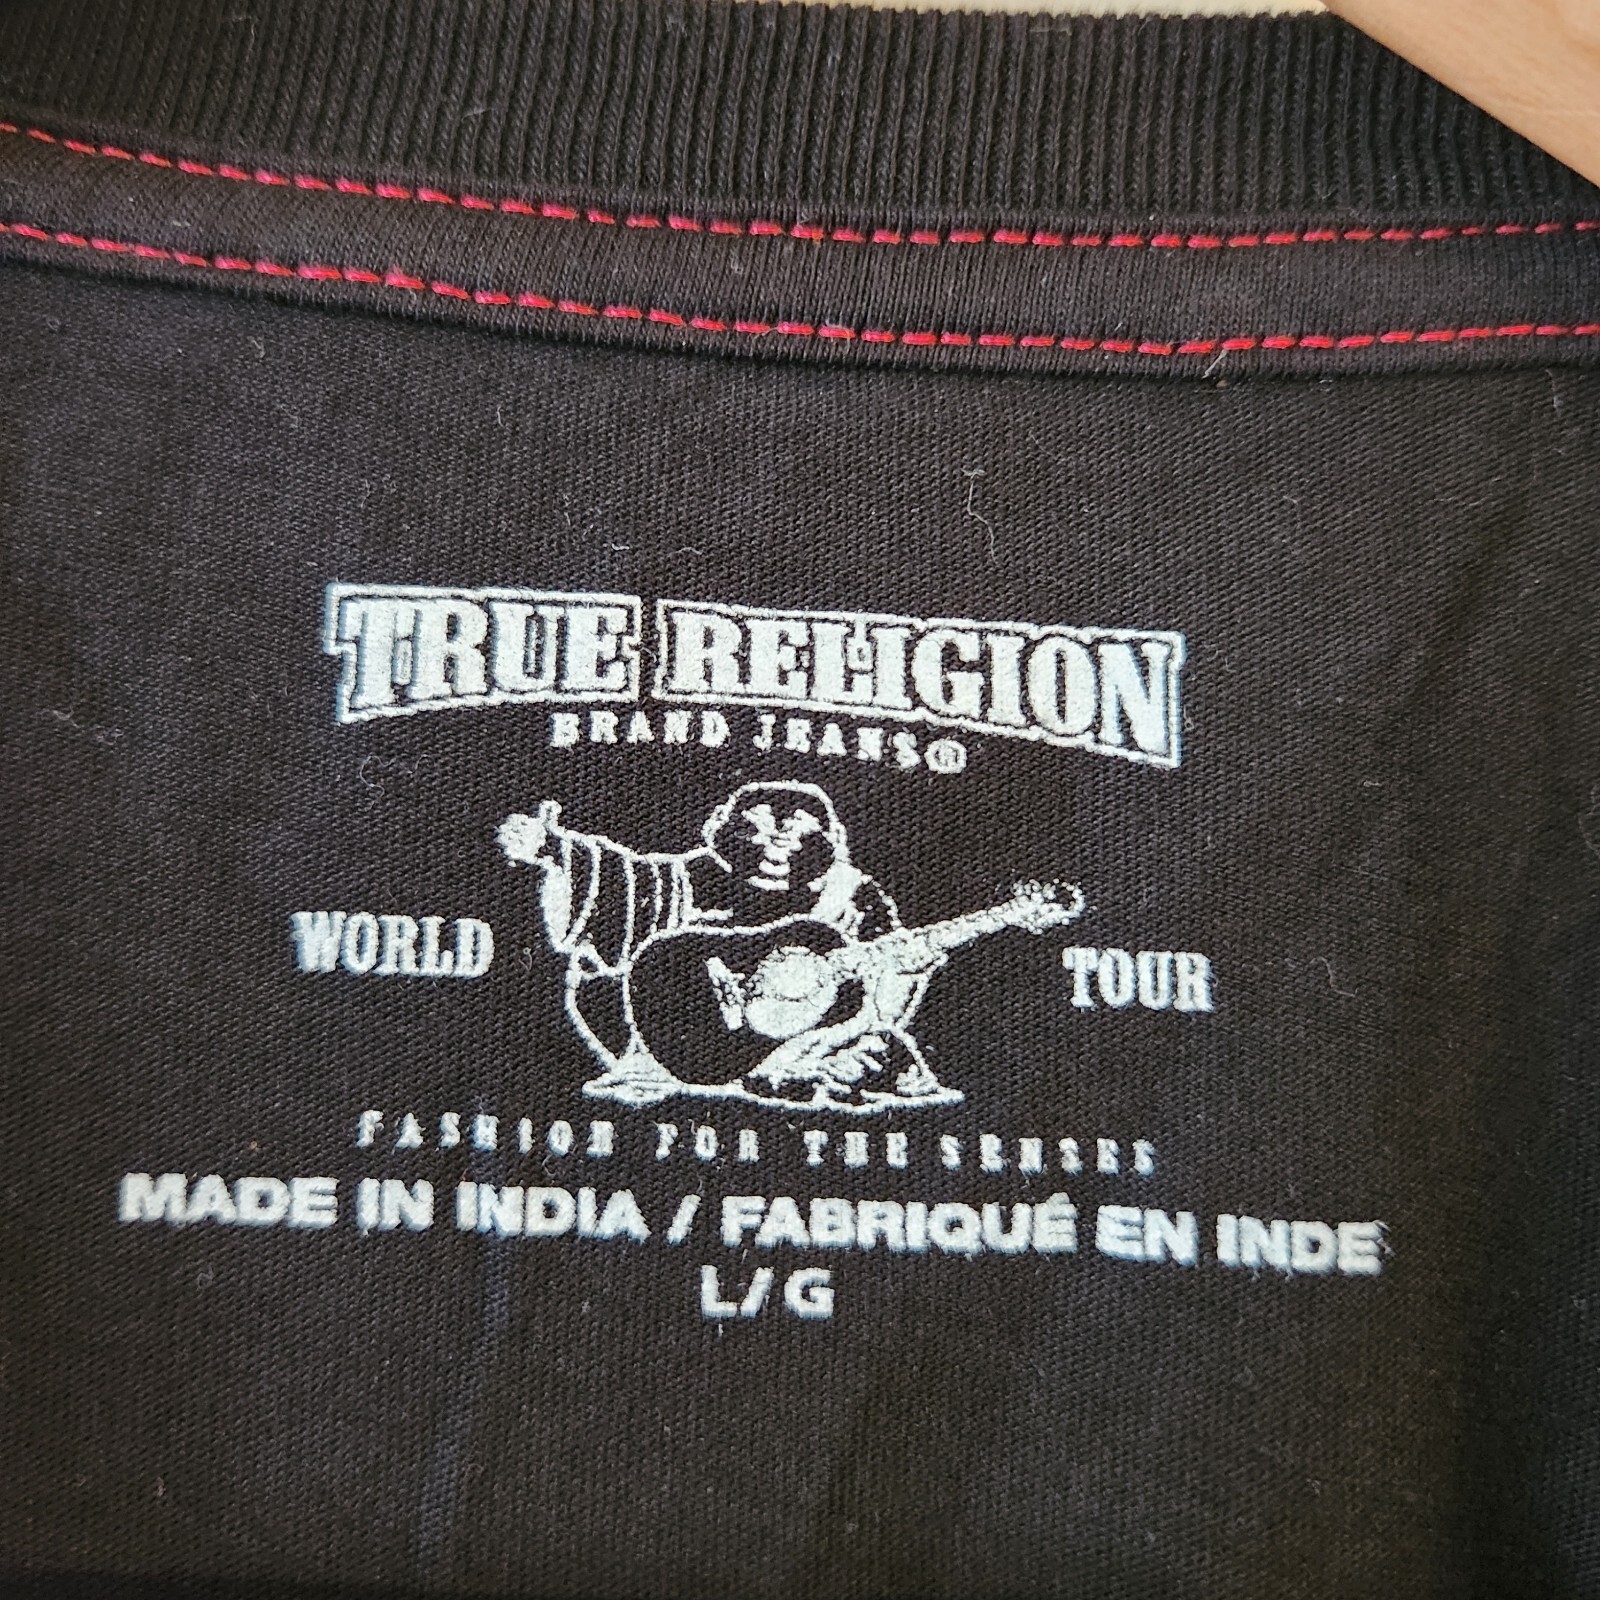 TRUE RELIGION
BRAND JEANS®
WORLD TOUR
FASHION FOR THE SENSES
MADE IN INDIA / FABRIQUÉ EN INDE
L/G